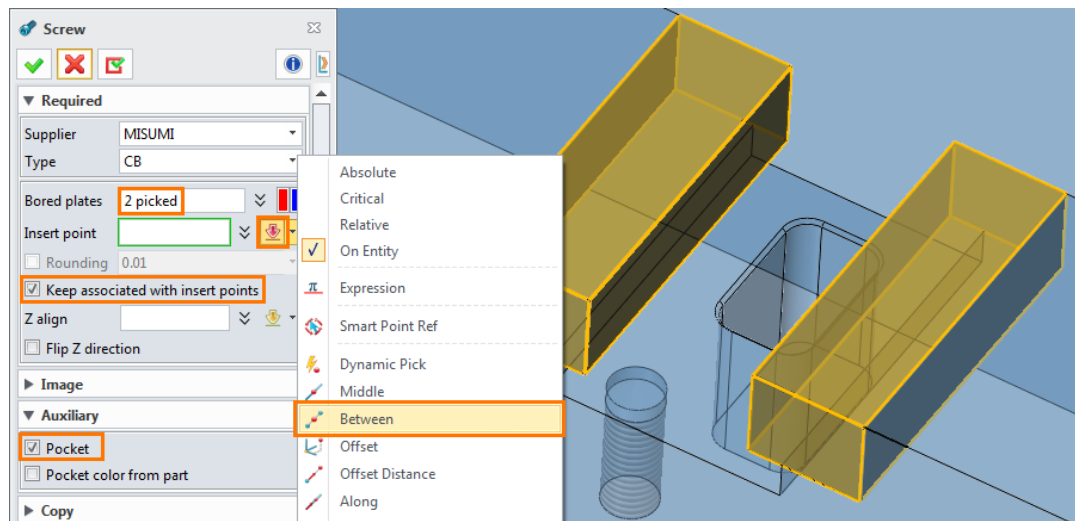 Screw
Required
Supplier MISUMI
Type CB
Bored plates 2 picked
Insert point
Rounding 0.01
Keep associated with insert points
Z align
Flip Z direction
Image
Auxiliary
Pocket
Pocket color from part
Copy
Absolute
Critical
Relative
On Entity
Expression
Smart Point Ref
Dynamic Pick
Middle
Between
Offset
Offset Distance
Along